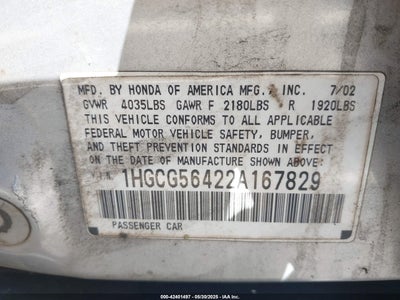 MFD. BY HONDA OF AMERICA MFG., INC. 7/02
GVWR 4035LBS GAWR F 2180LBS R 1920LBS
THIS VEHICLE CONFORMS TO ALL APPLICABLE
FEDERAL MOTOR VEHICLE SAFETY, BUMPER,
AND THEFT PREVENTION STANDARDS IN EFFECT
ON THE DATE OF MANUFACTURE SHOWN ABOVE.
V.I.N. 1HGCG56422A167829
PASSENGER CAR
000-42401497 - 05/30/2025 - IAA, Inc.